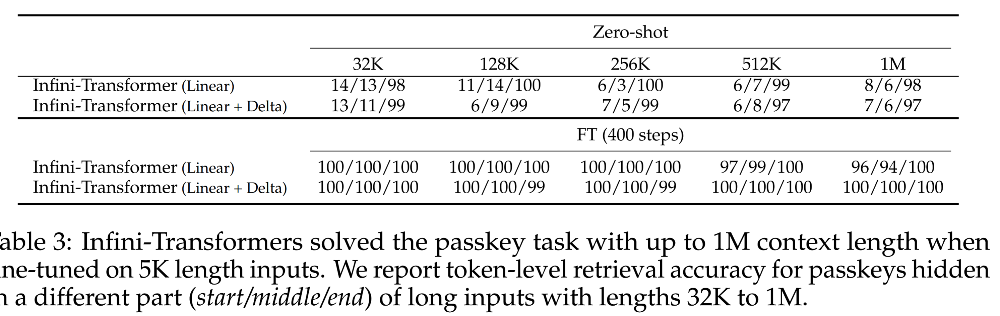 Zero-shot
32K 128K 256K 512K 1M
Infini-Transformer (Linear) 14/13/98 11/14/100 6/3/100 6/7/99 8/6/98
Infini-Transformer (Linear + Delta) 13/11/99 6/9/99 7/5/99 6/8/97 7/6/97
FT (400 steps)
Infini-Transformer (Linear) 100/100/100 100/100/100 100/100/100 97/99/100 96/94/100
Infini-Transformer (Linear + Delta) 100/100/100 100/100/99 100/100/99 100/100/100 100/100/100
able 3: Infini-Transformers solved the passkey task with up to 1M context length when
ne-tuned on 5K length inputs. We report token-level retrieval accuracy for passkeys hidden
a different part (start/middle/end) of long inputs with lengths 32K to 1M.